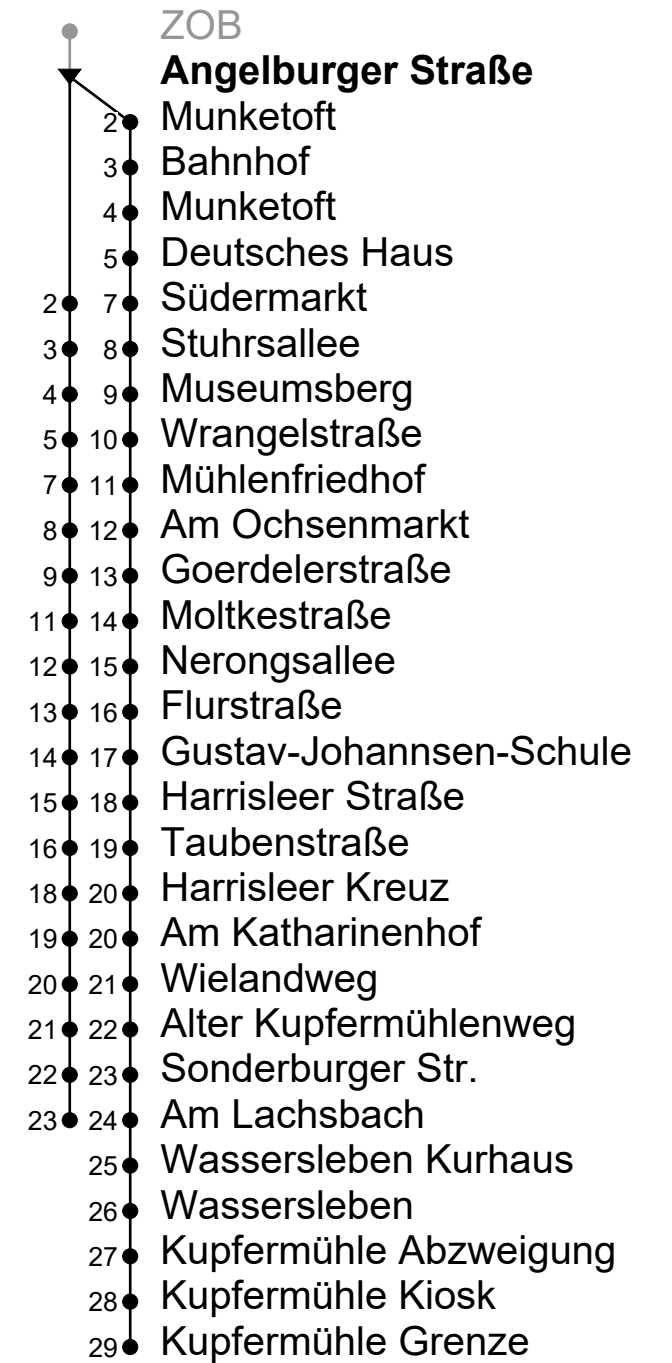 ZOB
Angelburger Straße
2 Munketoft
3 Bahnhof
4 Munketoft
5 Deutsches Haus
2 7 Südermarkt
3 8 Stuhrsallee
4 9 Museumsberg
5 10 Wrangelstraße
7 11 Mühlenfriedhof
8 12 Am Ochsenmarkt
9 13 Goerdelerstraße
11 14 Moltkestraße
12 15 Nerongsallee
13 16 Flurstraße
14 17 Gustav-Johannsen-Schule
15 18 Harrisleer Straße
16 19 Taubenstraße
18 20 Harrisleer Kreuz
19 20 Am Katharinenhof
20 21 Wielandweg
21 22 Alter Kupfermühlenweg
22 23 Sonderburger Str.
23 24 Am Lachsbach
25 Wassersleben Kurhaus
26 Wassersleben
27 Kupfermühle Abzweigung
28 Kupfermühle Kiosk
29 Kupfermühle Grenze